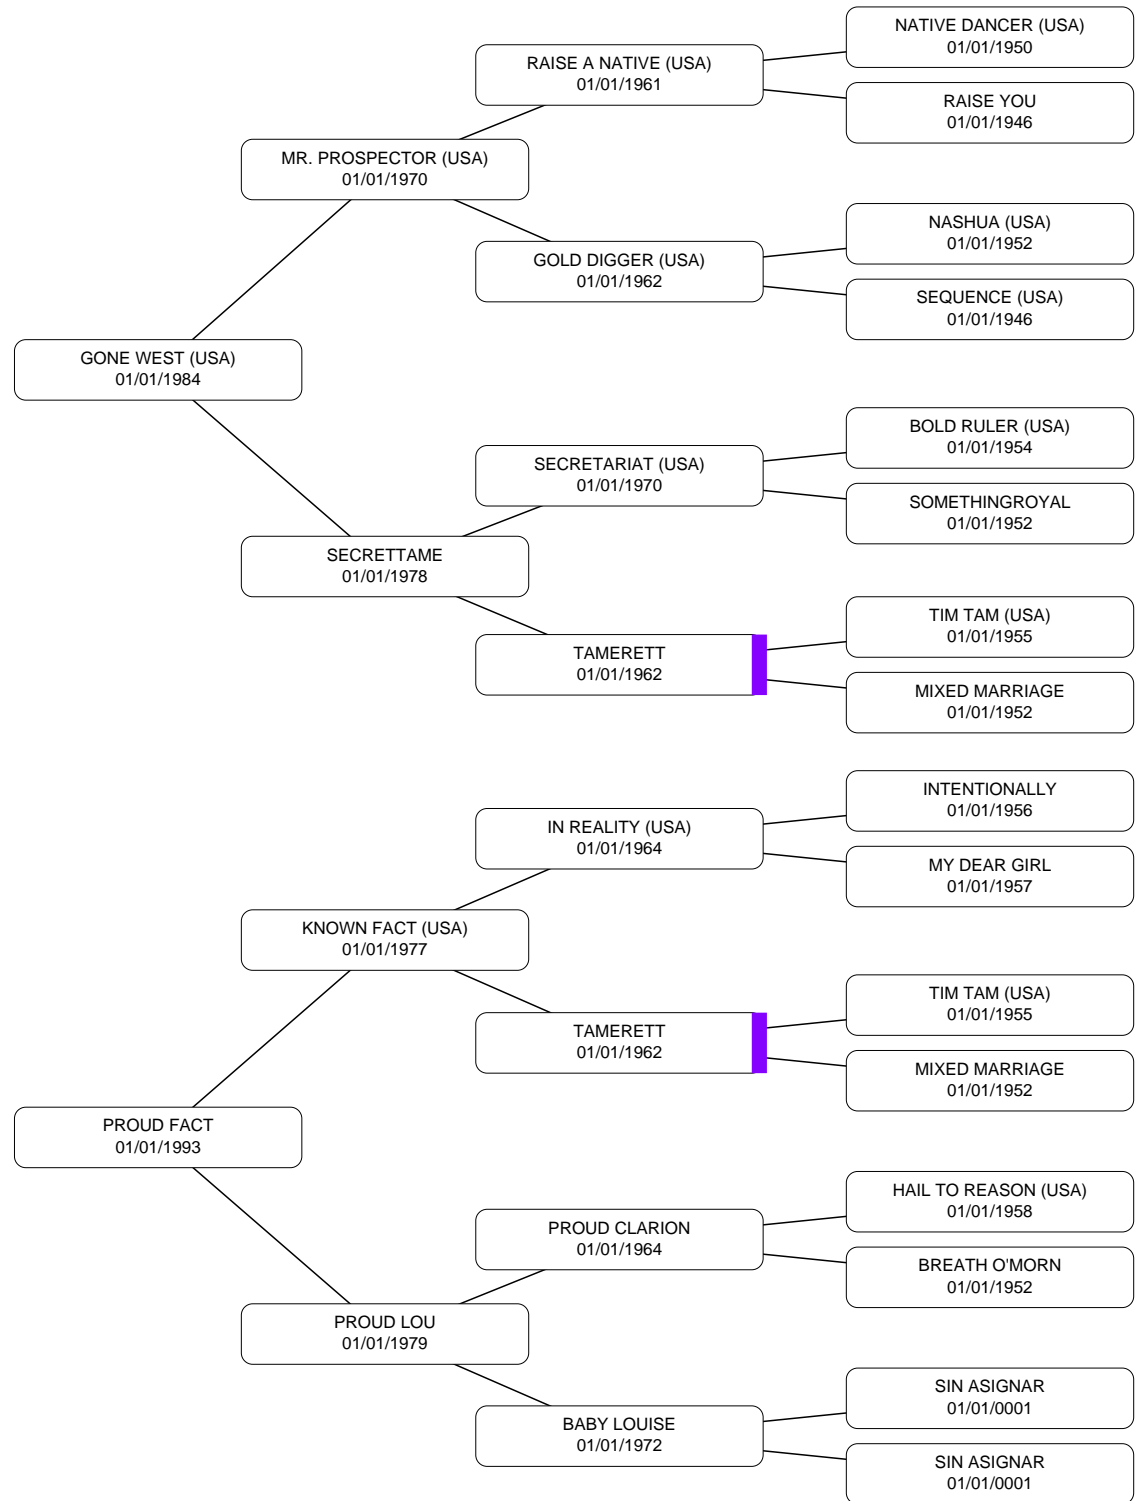 NATIVE DANCER (USA)
01/01/1950
RAISE A NATIVE (USA)
01/01/1961
RAISE YOU
01/01/1946
MR. PROSPECTOR (USA)
01/01/1970
NASHUA (USA)
01/01/1952
GOLD DIGGER (USA)
01/01/1962
SEQUENCE (USA)
01/01/1946
GONE WEST (USA)
01/01/1984
BOLD RULER (USA)
01/01/1954
SECRETARIAT (USA)
01/01/1970
SOMETHINGROYAL
01/01/1952
SECRETTAME
01/01/1978
TIM TAM (USA)
01/01/1955
TAMERETT
01/01/1962
MIXED MARRIAGE
01/01/1952
INTENTIONALLY
01/01/1956
IN REALITY (USA)
01/01/1964
MY DEAR GIRL
01/01/1957
KNOWN FACT (USA)
01/01/1977
TIM TAM (USA)
01/01/1955
TAMERETT
01/01/1962
MIXED MARRIAGE
01/01/1952
PROUD FACT
01/01/1993
HAIL TO REASON (USA)
01/01/1958
PROUD CLARION
01/01/1964
BREATH O'MORN
01/01/1952
PROUD LOU
01/01/1979
SIN ASIGNAR
01/01/0001
BABY LOUISE
01/01/1972
SIN ASIGNAR
01/01/0001